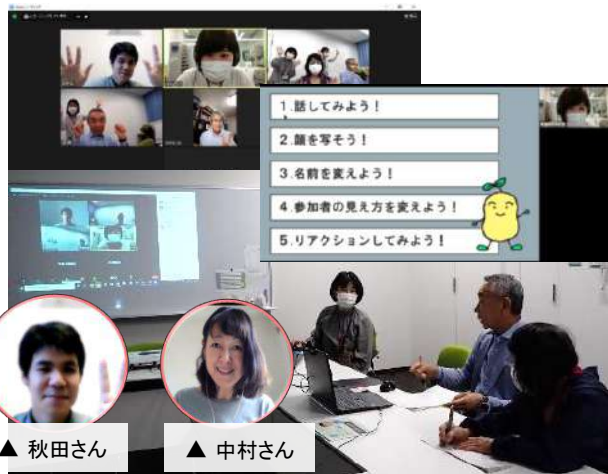 1.話してみよう！
2.顔を写そう！
3.名前を変えよう！
4.参加者の見え方を変えよう！
5.リアクションしてみよう！
▲ 秋田さん
▲ 中村さん